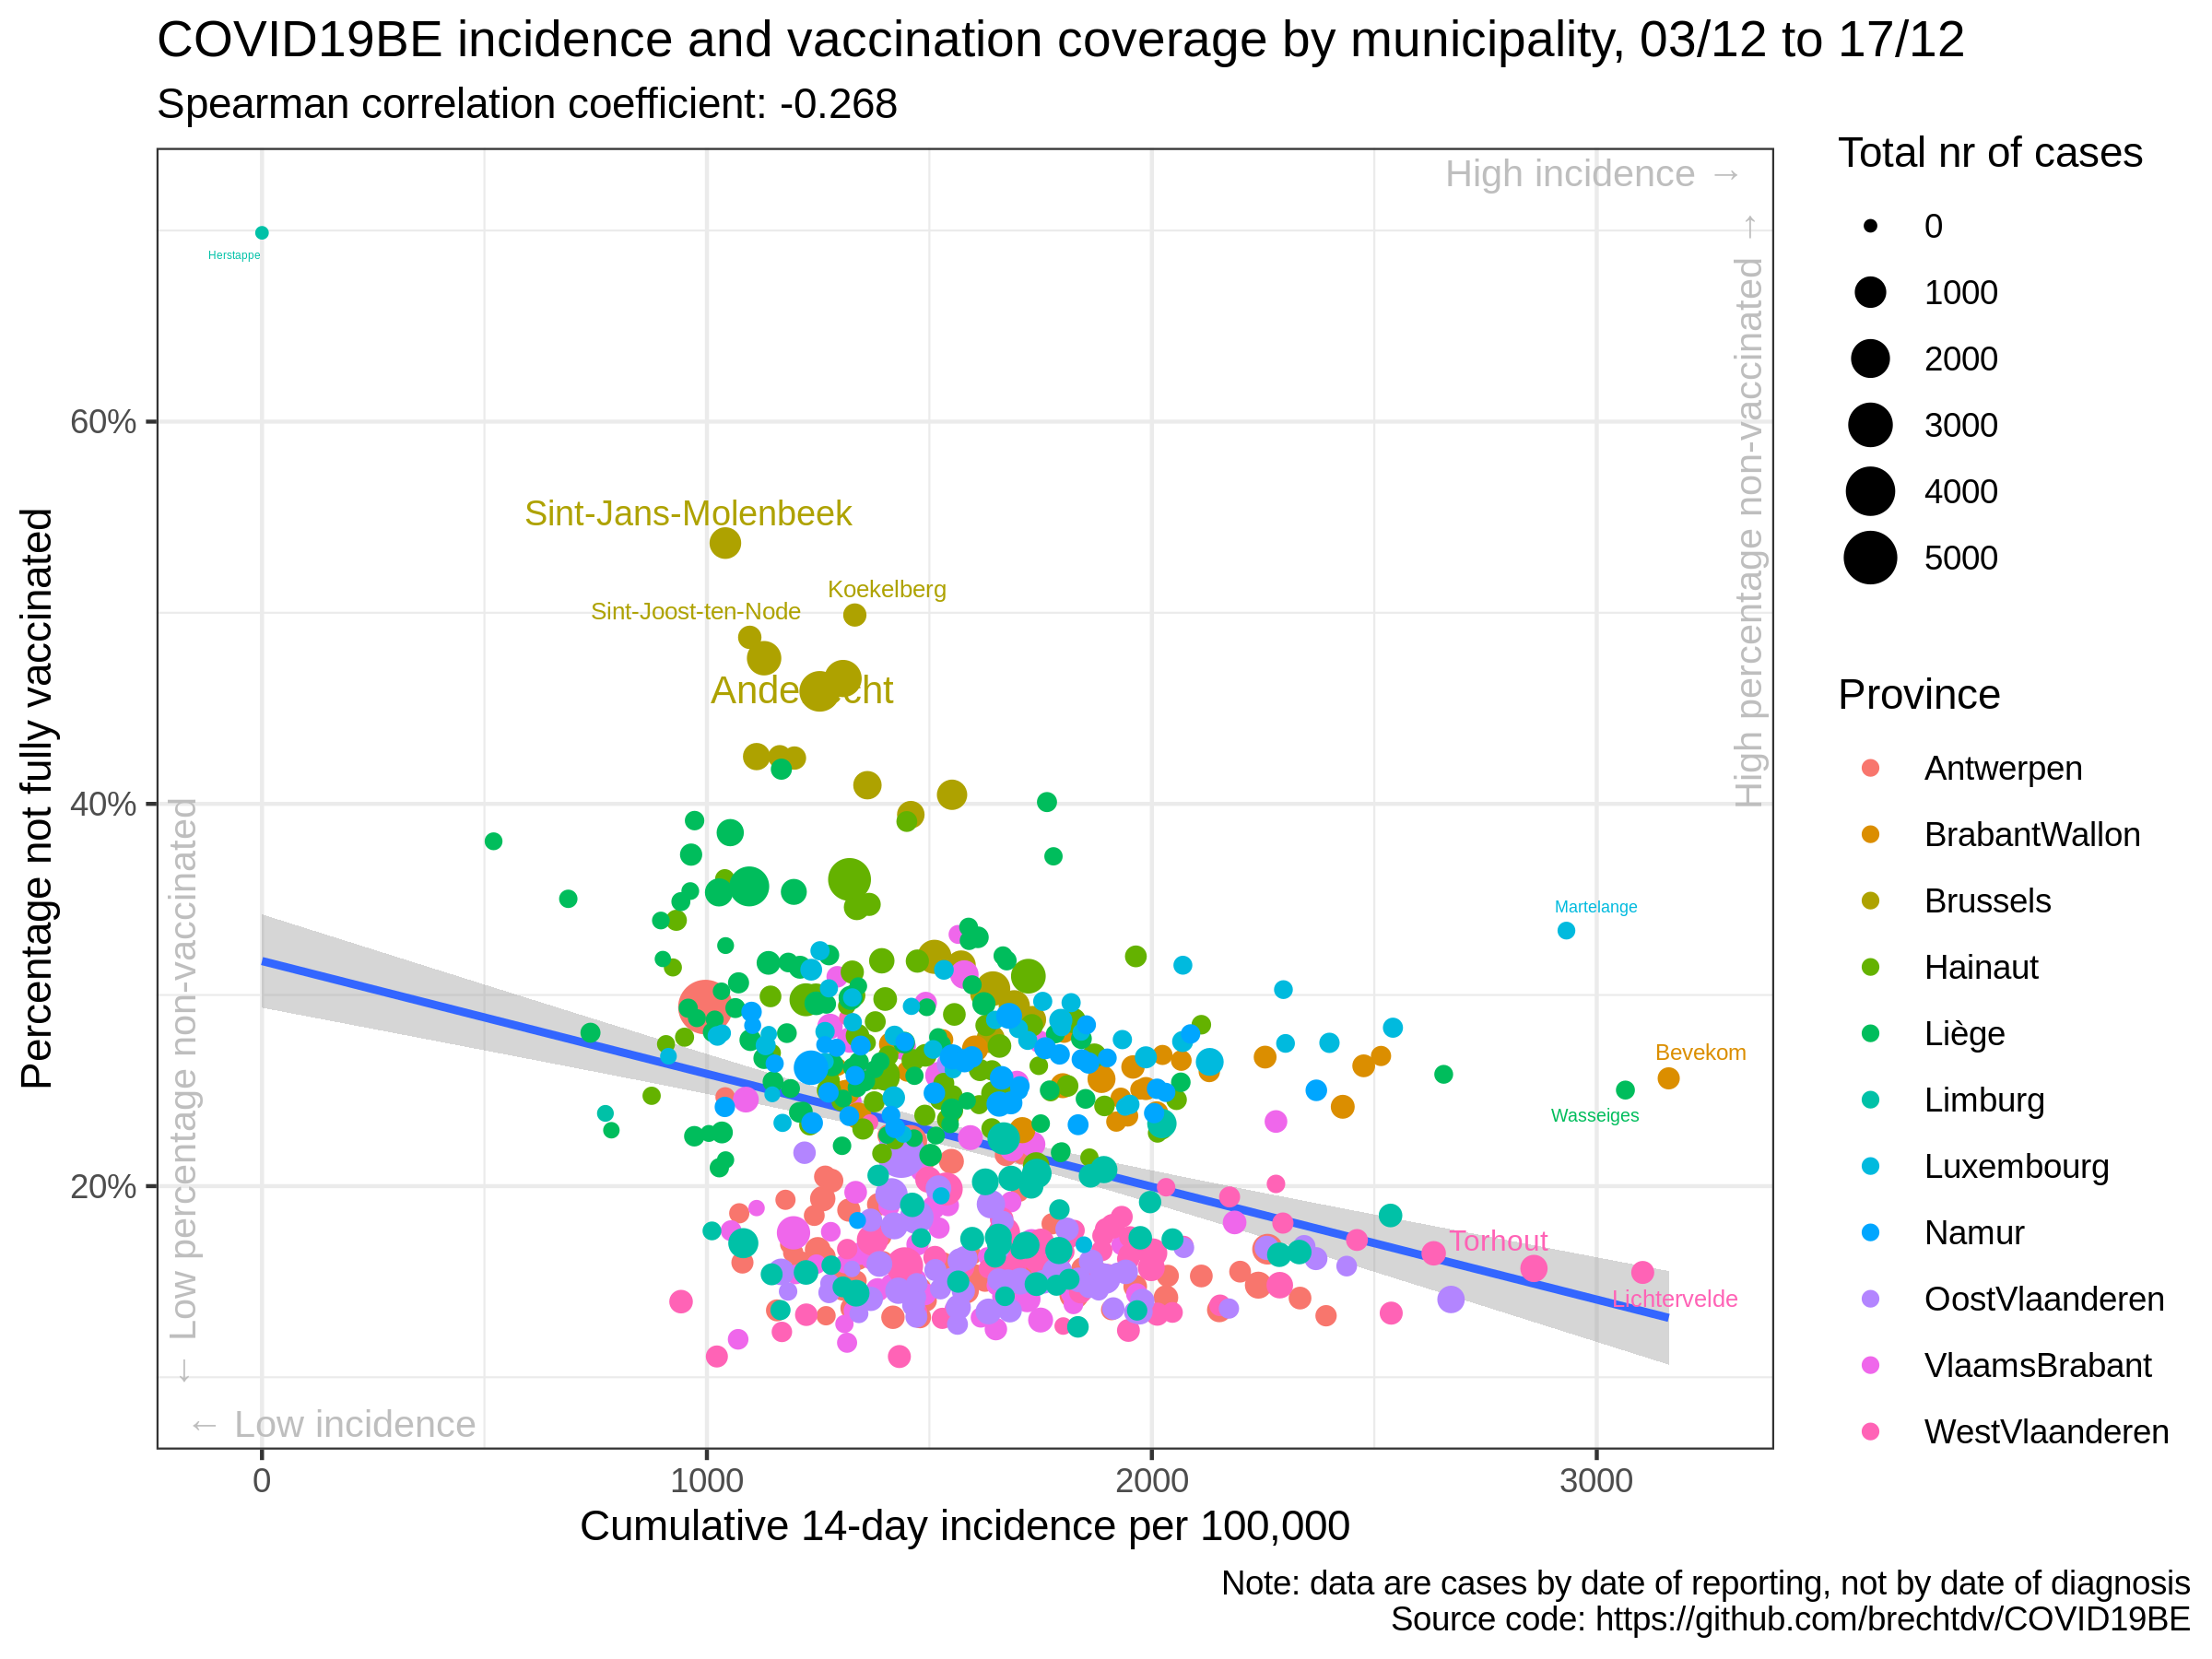 COVID19BE incidence and vaccination coverage by municipality, 03/12 to 17/12
Spearman correlation coefficient: -0.268
High incidence →
High percentage non-vaccinated →
← Low percentage non-vaccinated
← Low incidence
Percentage not fully vaccinated
60%
40%
20%
Herstappe
Sint-Jans-Molenbeek
Koekelberg
Sint-Joost-ten-Node
Martelange
Bevekom
Wasseiges
Torhout
Lichtervelde
0
1000
2000
3000
Cumulative 14-day incidence per 100,000
Total nr of cases
0
1000
2000
3000
4000
5000
Province
Antwerpen
BrabantWallon
Brussels
Hainaut
Liège
Limburg
Luxembourg
Namur
OostVlaanderen
VlaamsBrabant
WestVlaanderen
Note: data are cases by date of reporting, not by date of diagnosis
Source code: https://github.com/brechtdv/COVID19BE